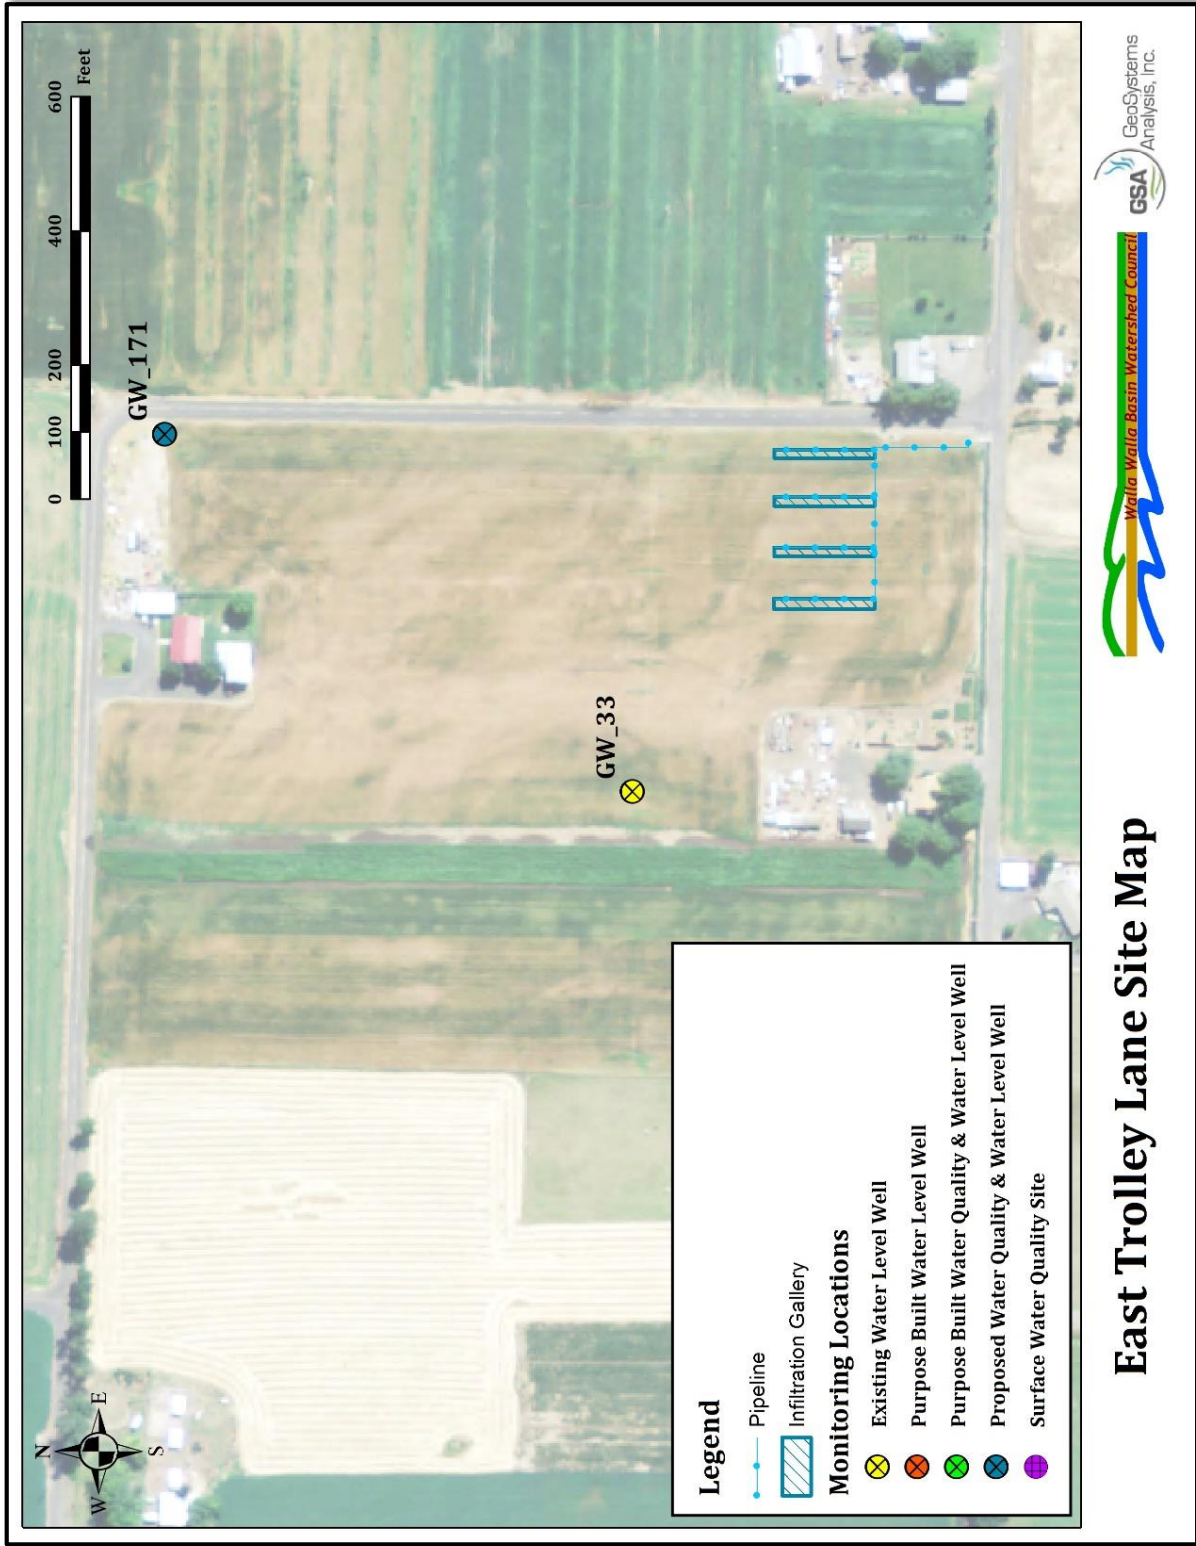 0 100 200 400 600
Feet
GW_171
GW_33
N
W E
S
Legend
Pipeline
Infiltration Gallery
Monitoring Locations
Existing Water Level Well
Purpose Built Water Level Well
Purpose Built Water Quality & Water Level Well
Proposed Water Quality & Water Level Well
Surface Water Quality Site
East Trolley Lane Site Map
Walla Walla Basin Watershed Council
GSA
GeoSystems
Analysis, Inc.